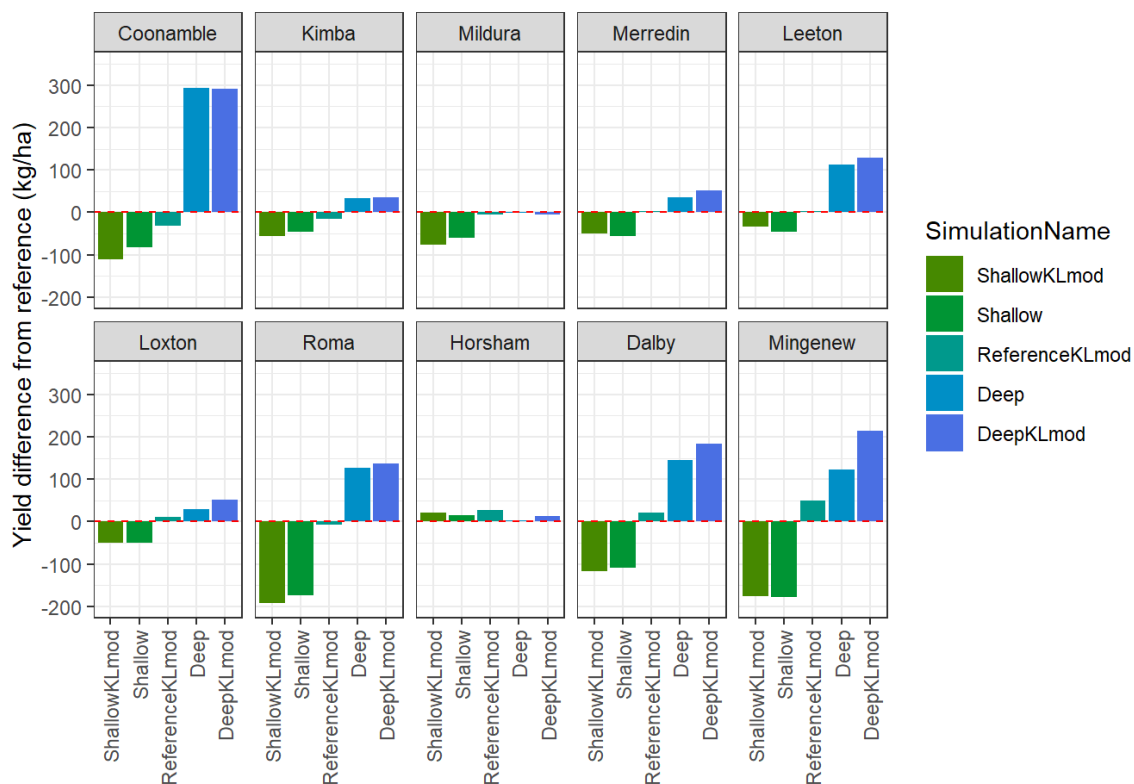 Coonamble Kimba Mildura Merredin Leeton
Yield difference from reference (kg/ha)
300
200
100
0
-100
-200
Loxton Roma Horsham Dalby Mingenew
300
200
100
0
-100
-200
ShallowKLmod Shallow ReferenceKLmod Deep DeepKLmod ShallowKLmod Shallow ReferenceKLmod Deep DeepKLmod ShallowKLmod Shallow ReferenceKLmod Deep DeepKLmod ShallowKLmod Shallow ReferenceKLmod Deep DeepKLmod ShallowKLmod Shallow ReferenceKLmod Deep DeepKLmod
SimulationName
ShallowKLmod
Shallow
ReferenceKLmod
Deep
DeepKLmod